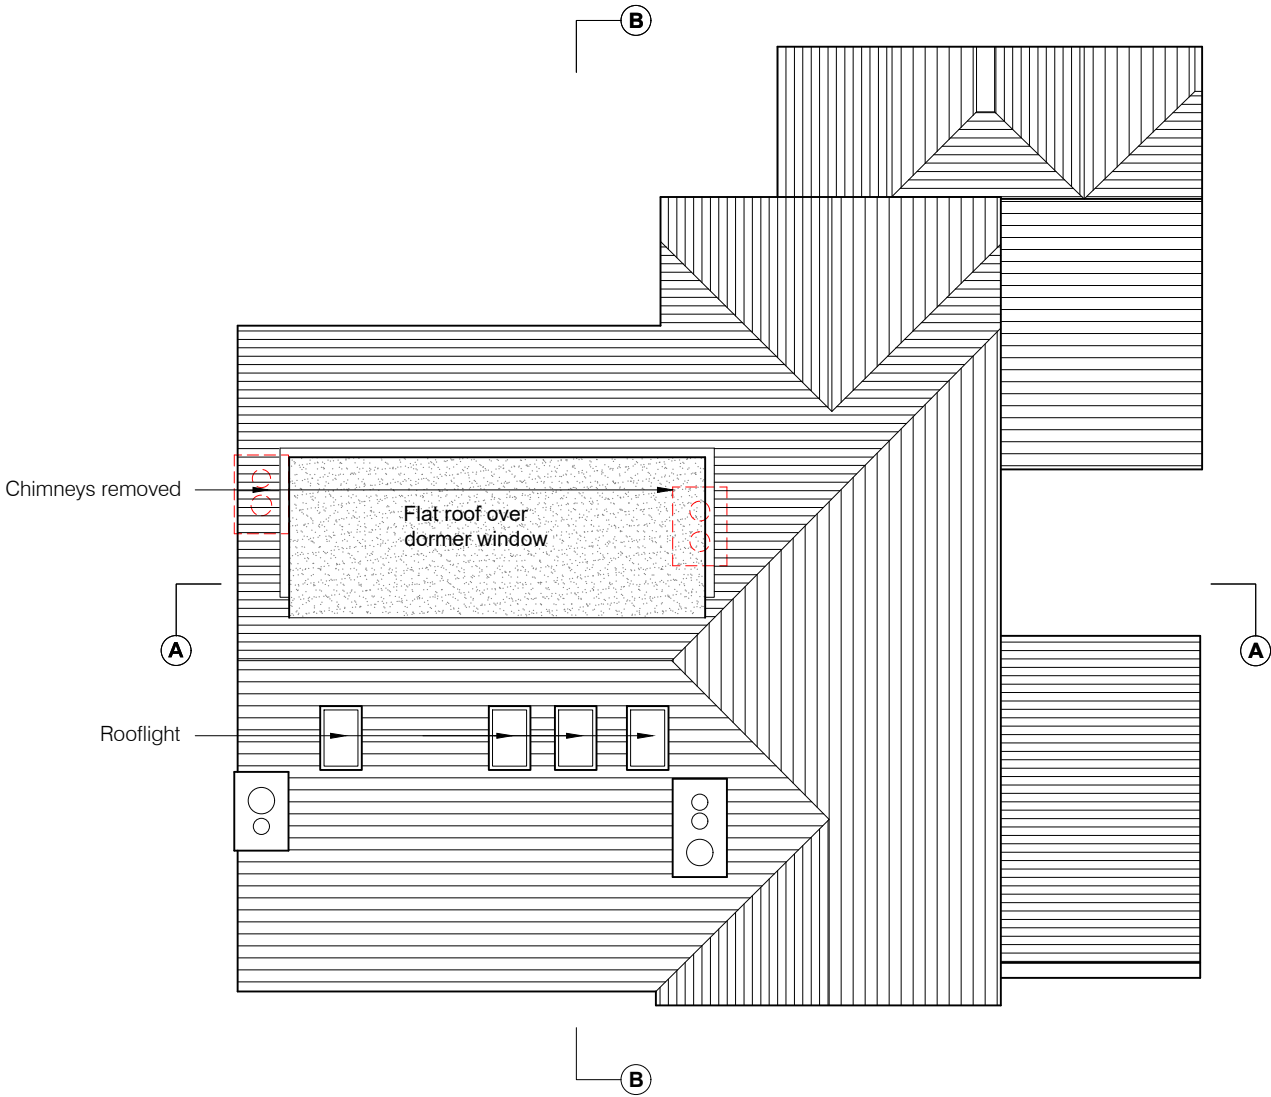 B
Chimneys removed
Flat roof over
dormer window
A
A
Rooflight
B